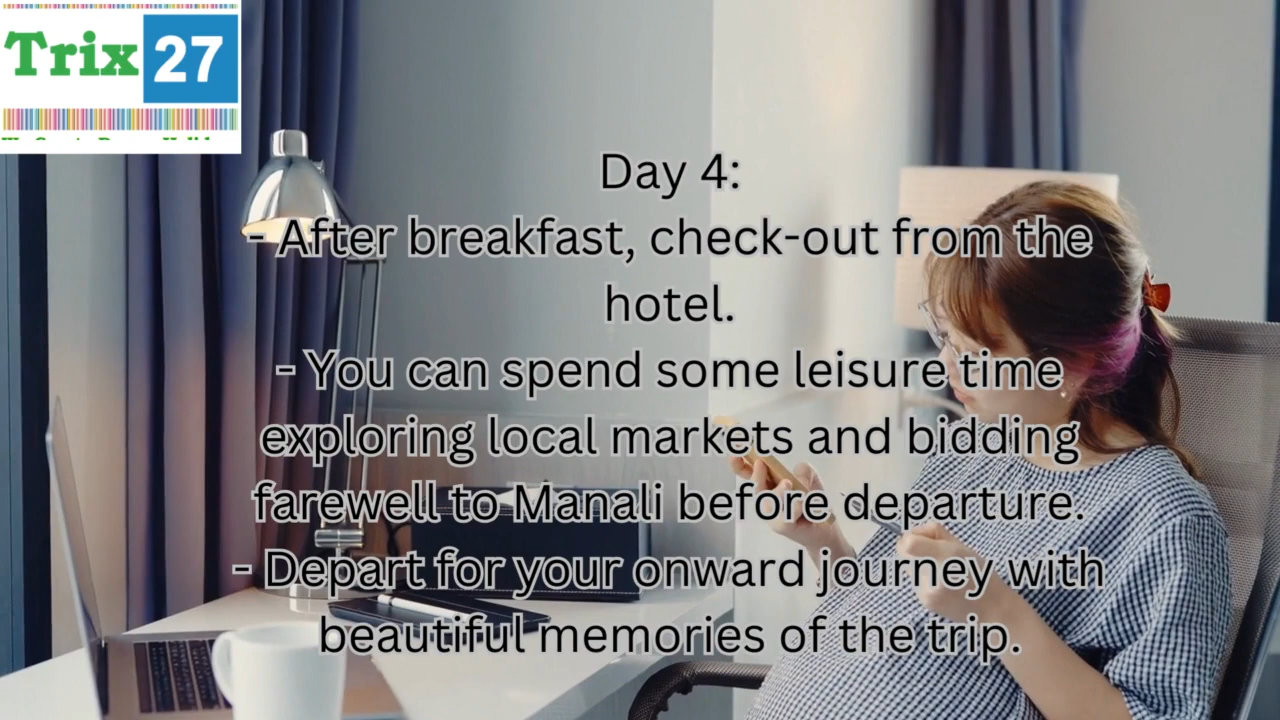 Trix 27
Day 4:
- After breakfast, check-out from the
hotel.
- You can spend some leisure time
exploring local markets and bidding
farewell to Manali before departure.
- Depart for your onward journey with
beautiful memories of the trip.